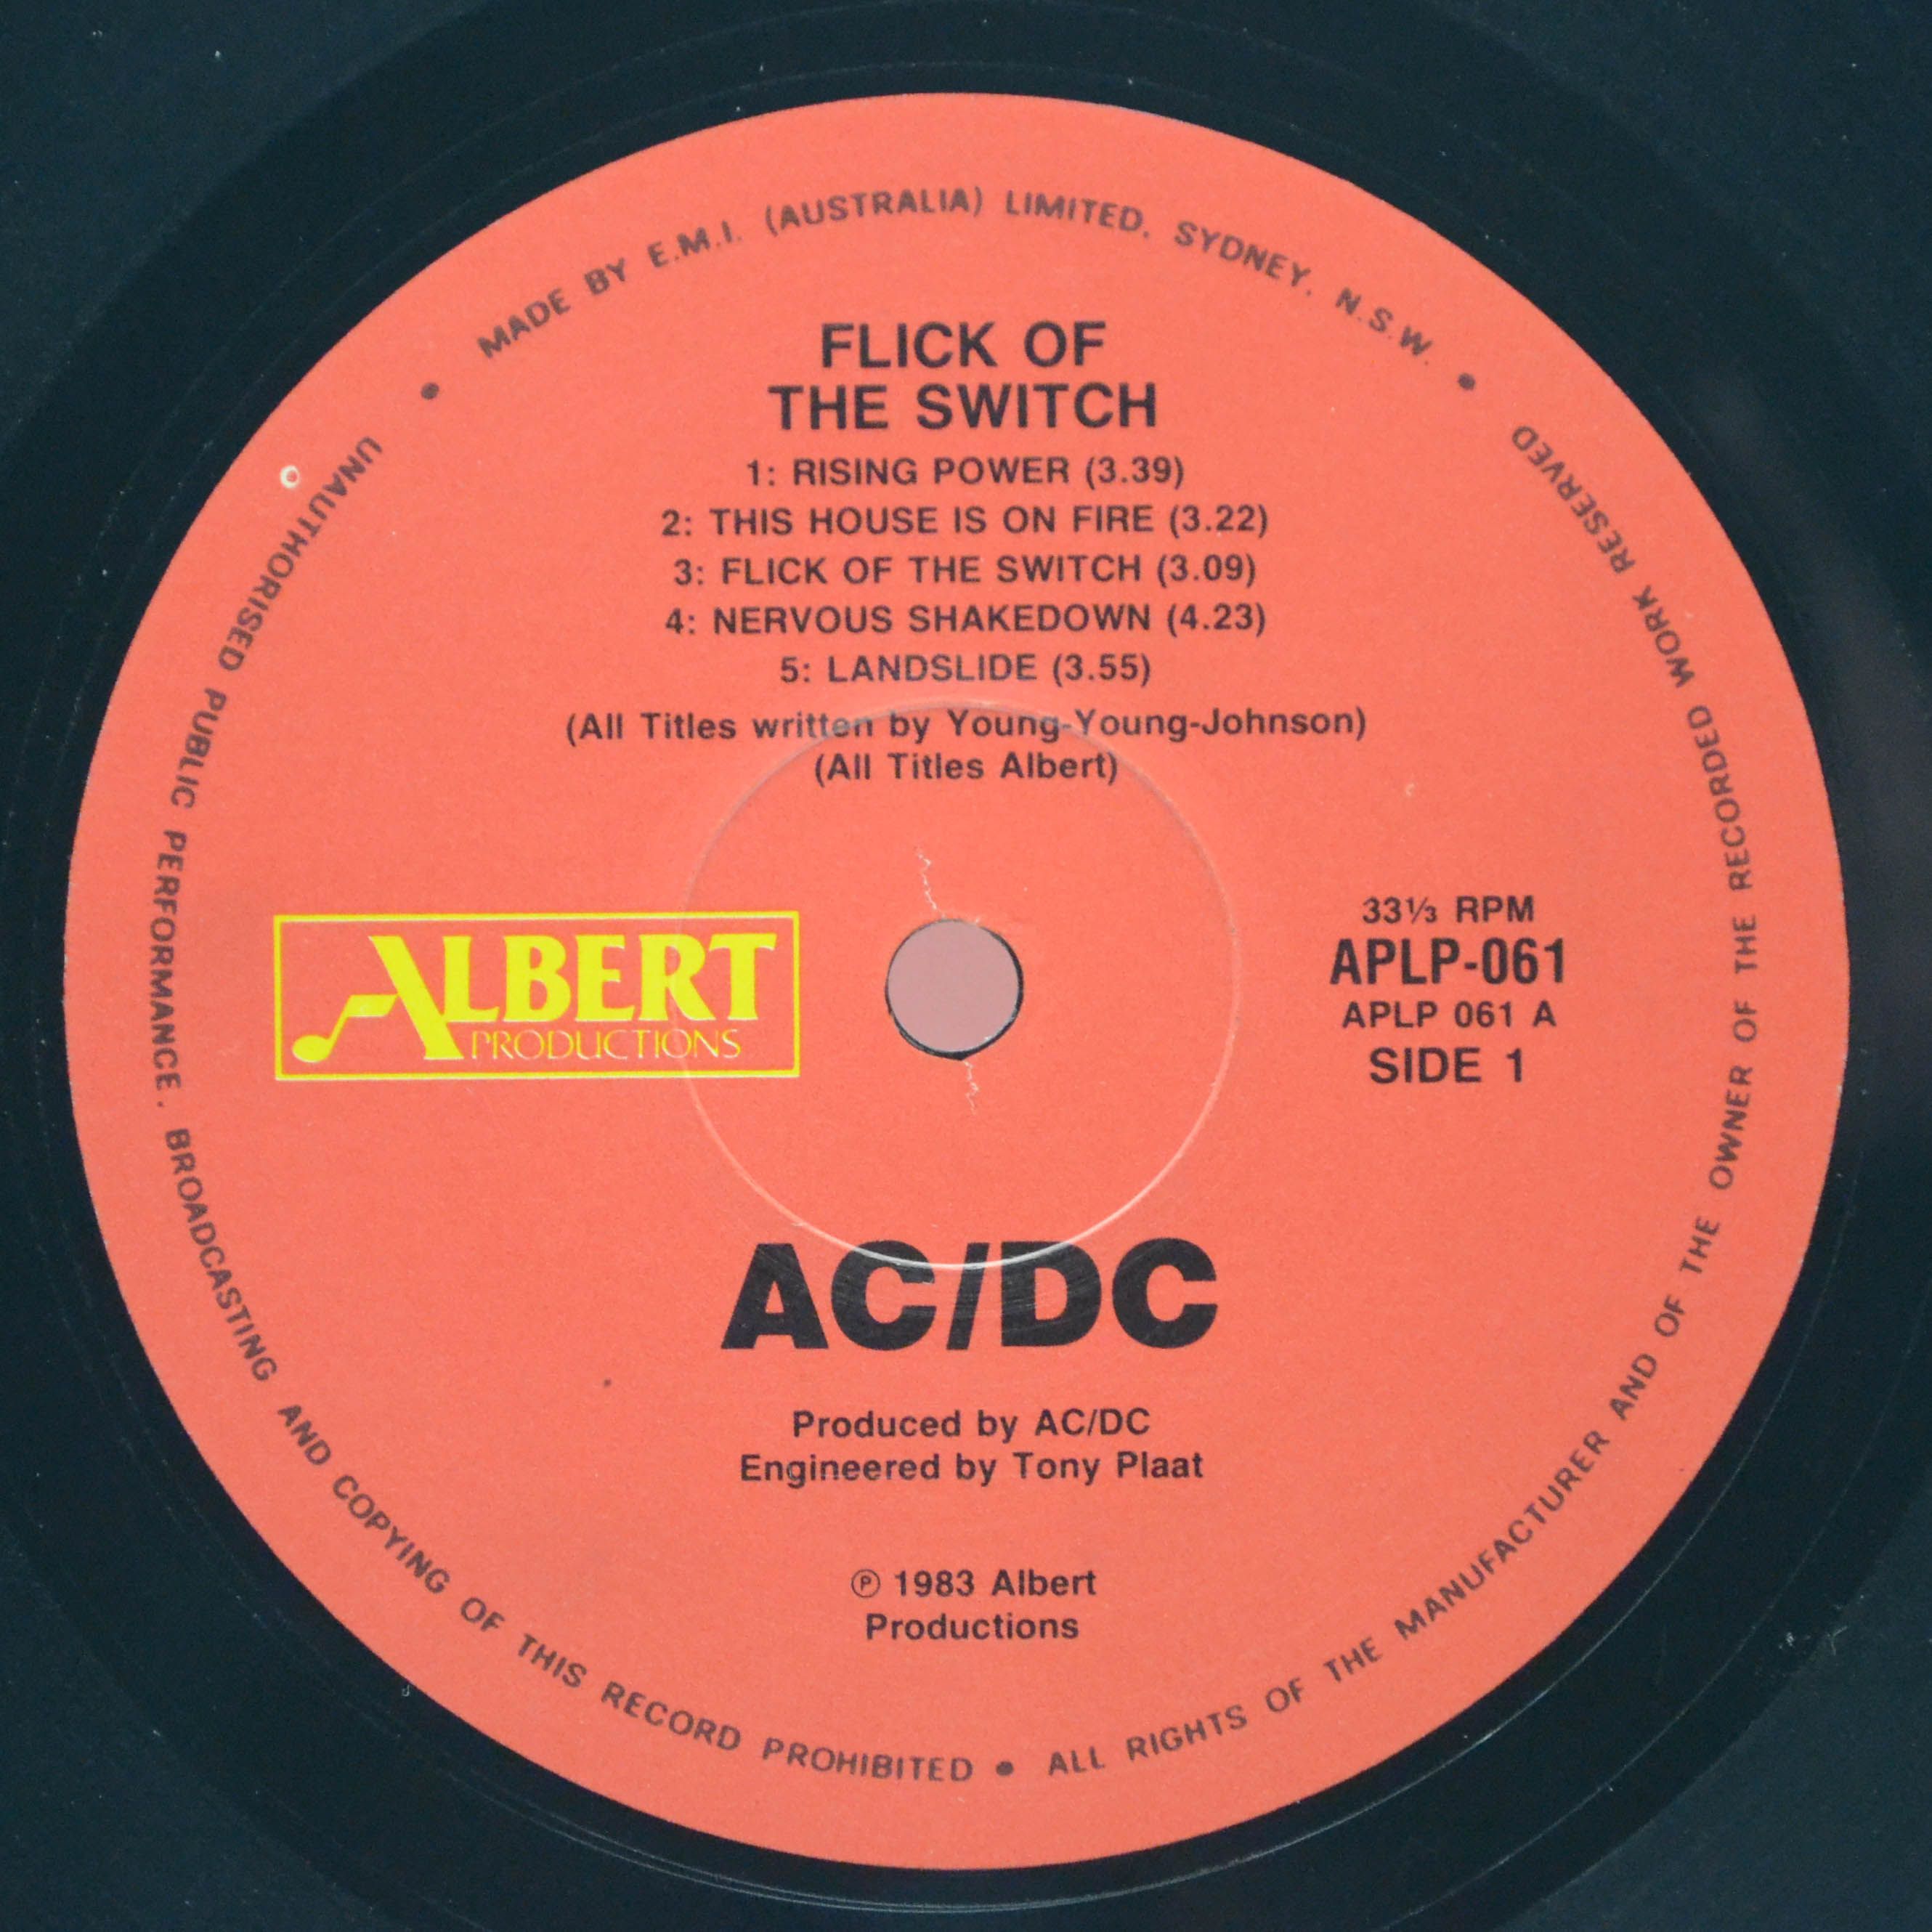 MADE BY E.M.I. (AUSTRALIA) LIMITED. SYDNEY. N.S.W.
FLICK OF
THE SWITCH
1: RISING POWER (3.39)
2: THIS HOUSE IS ON FIRE (3.22)
3: FLICK OF THE SWITCH (3.09)
4: NERVOUS SHAKEDOWN (4.23)
5: LANDSLIDE (3.55)
(All Titles written by Young-Young-Johnson)
(All Titles Albert)
ALBERT
PRODUCTIONS
33⅓ RPM
APLP-061
APLP 061 A
SIDE 1
AC/DC
Produced by AC/DC
Engineered by Tony Plaat
℗ 1983 Albert
Productions
UNAUTHORISED PUBLIC PERFORMANCE. BROADCASTING AND COPYING OF THIS RECORD PROHIBITED • ALL RIGHTS OF THE MANUFACTURER AND OF THE OWNER OF THE RECORDED WORK RESERVED